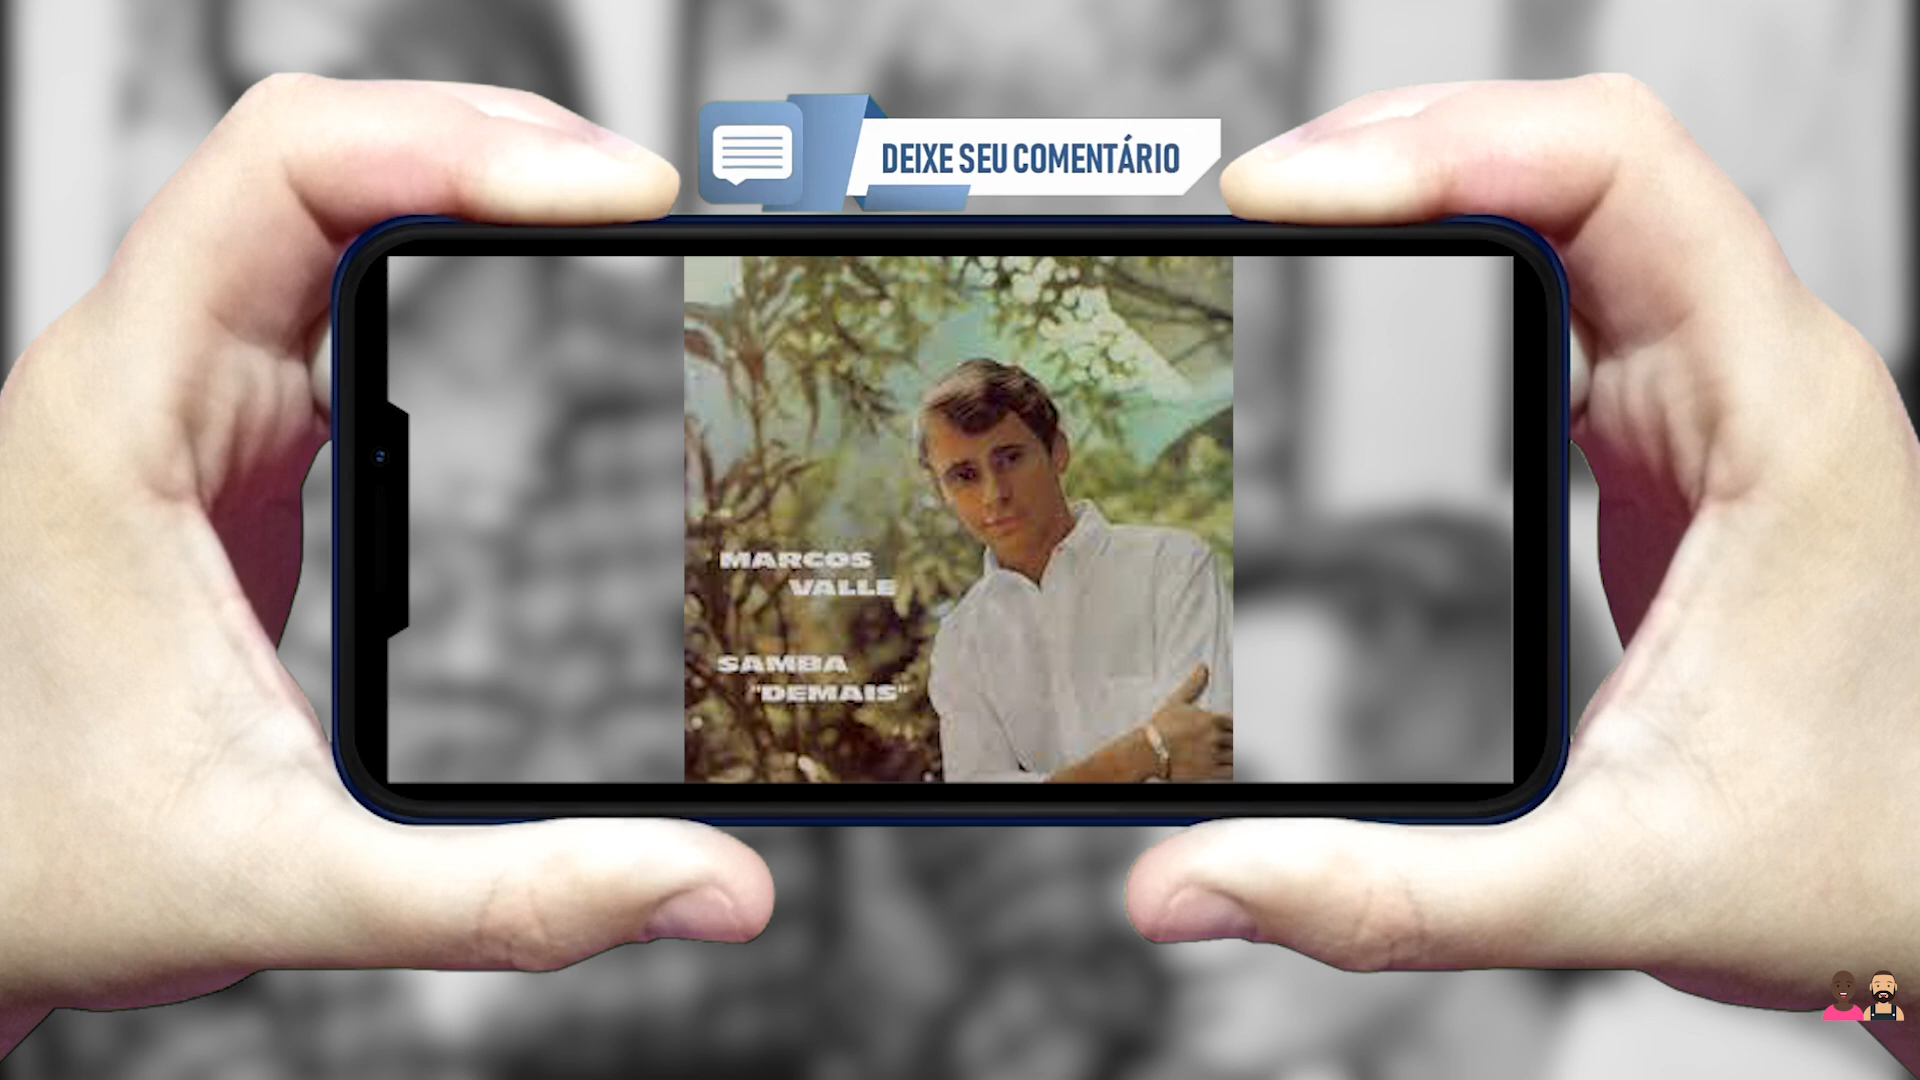 DEIXE SEU COMENTÁRIO
MARCOS
VALLE
SAMBA
"DEMAIS"